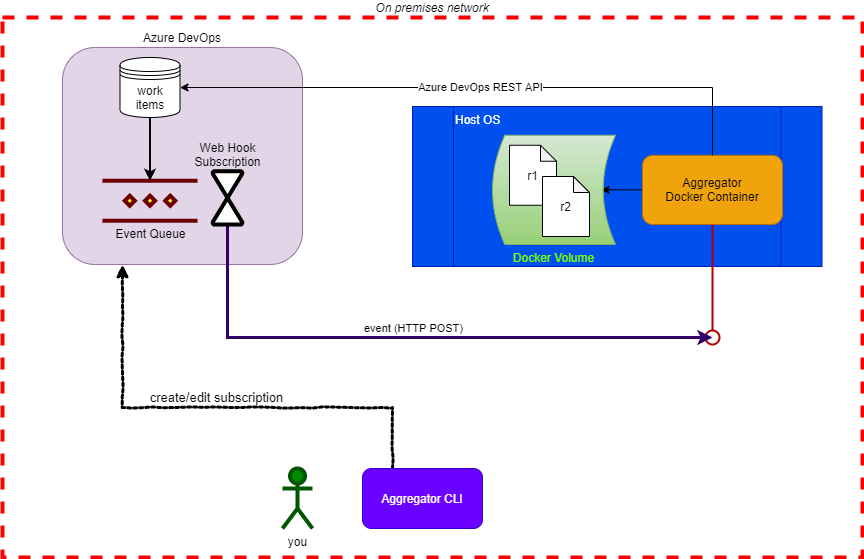 On premises network
Azure DevOps
work
items
Web Hook
Subscription
Event Queue
Azure DevOps REST API
Host OS
r1
r2
Docker Volume
Aggregator
Docker Container
event (HTTP POST)
create/edit subscription
Aggregator CLI
you